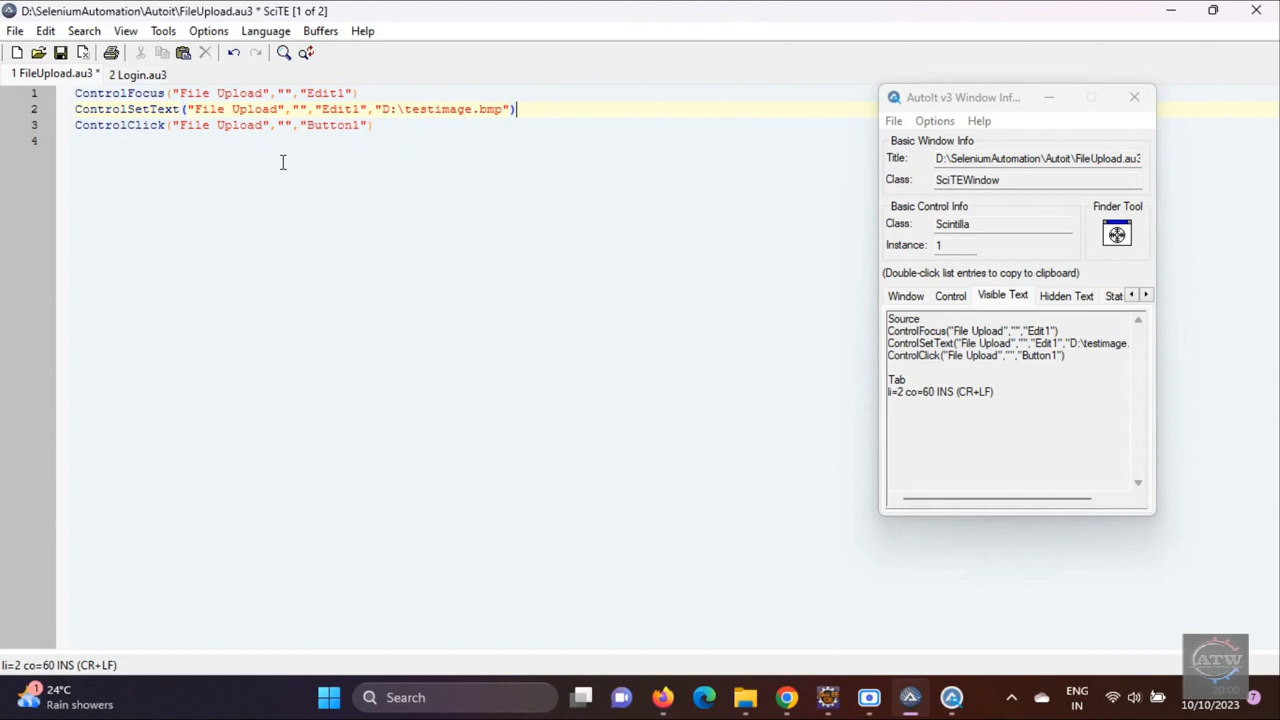 D:\SeleniumAutomation\Autoit\FileUpload.au3 * SciTE [1 of 2]
File Edit Search View Tools Options Language Buffers Help
1 FileUpload.au3 * 2 Login.au3
1 ControlFocus("File Upload","","Edit1")
2 ControlSetText("File Upload","","Edit1","D:\testimage.bmp")
3 ControlClick("File Upload","","Button1")
4
AutoIt v3 Window Inf...
File Options Help
Basic Window Info
Title: D:\SeleniumAutomation\Autoit\FileUpload.au3
Class: SciTEWindow
Basic Control Info
Finder Tool
Class: Scintilla
Instance: 1
(Double-click list entries to copy to clipboard)
Window Control Visible Text Hidden Text Stat
Source
ControlFocus("File Upload","","Edit1")
ControlSetText("File Upload","","Edit1","D:\testimage.
ControlClick("File Upload","","Button1")
Tab
li=2 co=60 INS (CR+LF)
li=2 co=60 INS (CR+LF)
ATW
1
24°C
Rain showers
Search
ENG
IN
20:00
10/10/2023
7